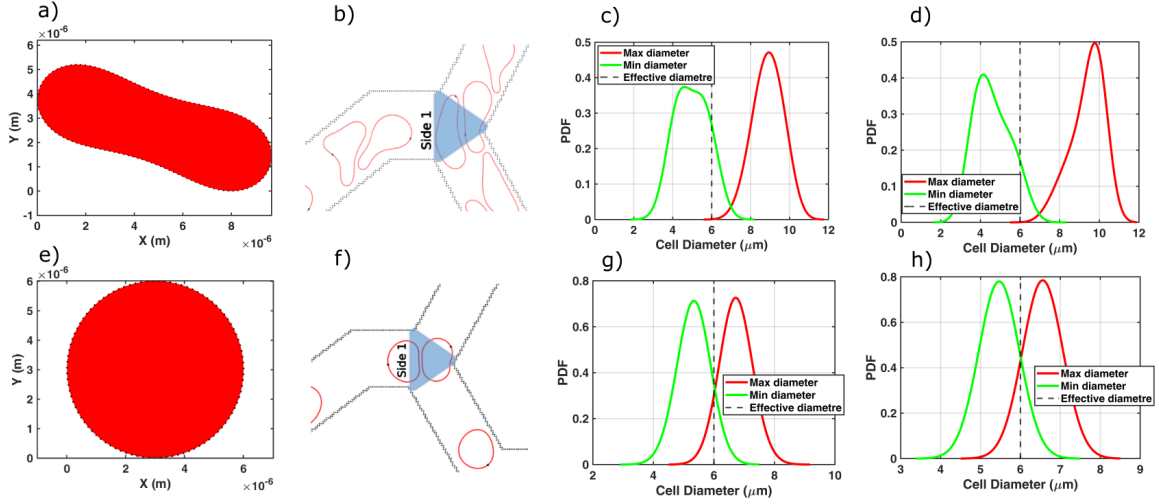 a)
×10⁻⁶
6
5
4
3
2
1
0
-1
Y (m)
0
2
4
6
8
X (m)
×10⁻⁶
b)
Side 1
c)
0.5
0.4
0.3
0.2
0.1
0
PDF
Max diameter
Min diameter
Effective diametre
0
2
4
6
8
10
12
Cell Diameter (μm)
d)
0.5
0.4
0.3
0.2
0.1
0
PDF
Max diameter
Min diameter
Effective diametre
0
2
4
6
8
10
12
Cell Diameter (μm)
e)
×10⁻⁶
6
5
4
3
2
1
0
Y (m)
0
2
4
6
X (m)
×10⁻⁶
f)
Side 1
g)
0.8
0.6
0.4
0.2
0
PDF
Max diameter
Min diameter
Effective diametre
2
4
6
8
10
Cell Diameter (μm)
h)
0.8
0.6
0.4
0.2
0
PDF
Max diameter
Min diameter
Effective diametre
3
4
5
6
7
8
9
Cell Diameter (μm)